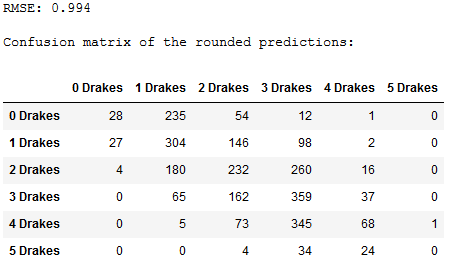 RMSE: 0.994
Confusion matrix of the rounded predictions:
0 Drakes 1 Drakes 2 Drakes 3 Drakes 4 Drakes 5 Drakes
0 Drakes 28 235 54 12 1 0
1 Drakes 27 304 146 98 2 0
2 Drakes 4 180 232 260 16 0
3 Drakes 0 65 162 359 37 0
4 Drakes 0 5 73 345 68 1
5 Drakes 0 0 4 34 24 0